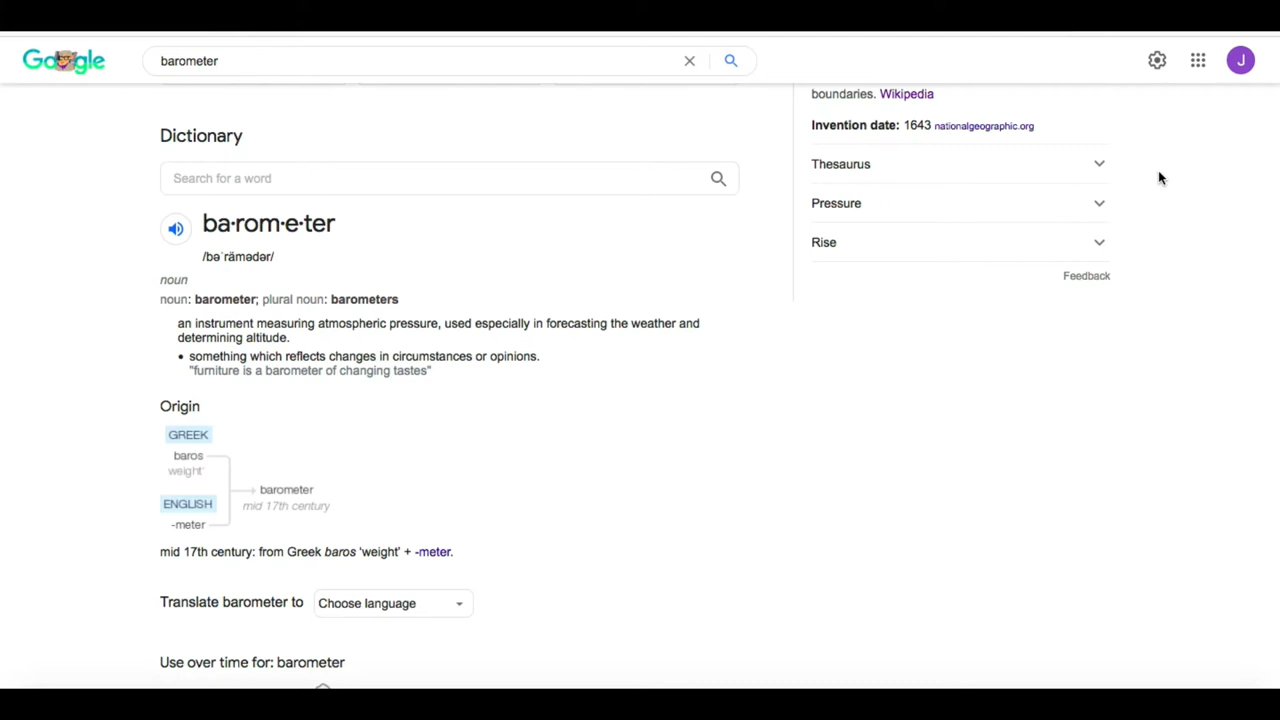 Google
barometer
J
boundaries. Wikipedia
Invention date: 1643 nationalgeographic.org
Thesaurus
Pressure
Rise
Feedback
Dictionary
Search for a word
ba·rom·e·ter
/bəˈrämədər/
noun
noun: barometer; plural noun: barometers
an instrument measuring atmospheric pressure, used especially in forecasting the weather and
determining altitude.
• something which reflects changes in circumstances or opinions.
"furniture is a barometer of changing tastes"
Origin
GREEK
baros
weight'
ENGLISH
-meter
barometer
mid 17th century
mid 17th century: from Greek baros ‘weight’ + -meter.
Translate barometer to
Choose language
Use over time for: barometer